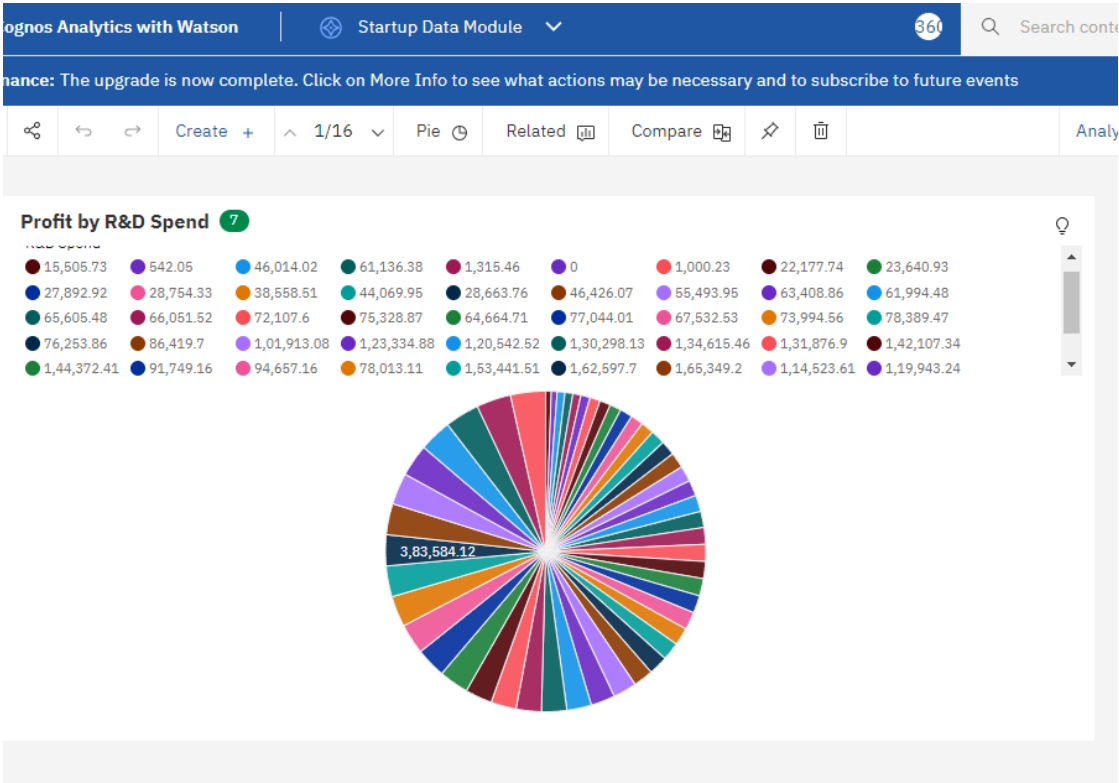 ognos Analytics with Watson Startup Data Module 360 Search conte
nance: The upgrade is now complete. Click on More Info to see what actions may be necessary and to subscribe to future events
Create + 1/16 Pie Related Compare Analy
Profit by R&D Spend 7
R&D Spend
15,505.73 542.05 46,014.02 61,136.38 1,315.46 0 1,000.23 22,177.74 23,640.93
27,892.92 28,754.33 38,558.51 44,069.95 28,663.76 46,426.07 55,493.95 63,408.86 61,994.48
65,605.48 66,051.52 72,107.6 75,328.87 64,664.71 77,044.01 67,532.53 73,994.56 78,389.47
76,253.86 86,419.7 1,01,913.08 1,23,334.88 1,20,542.52 1,30,298.13 1,34,615.46 1,31,876.9 1,42,107.34
1,44,372.41 91,749.16 94,657.16 78,013.11 1,53,441.51 1,62,597.7 1,65,349.2 1,14,523.61 1,19,943.24
3,83,584.12